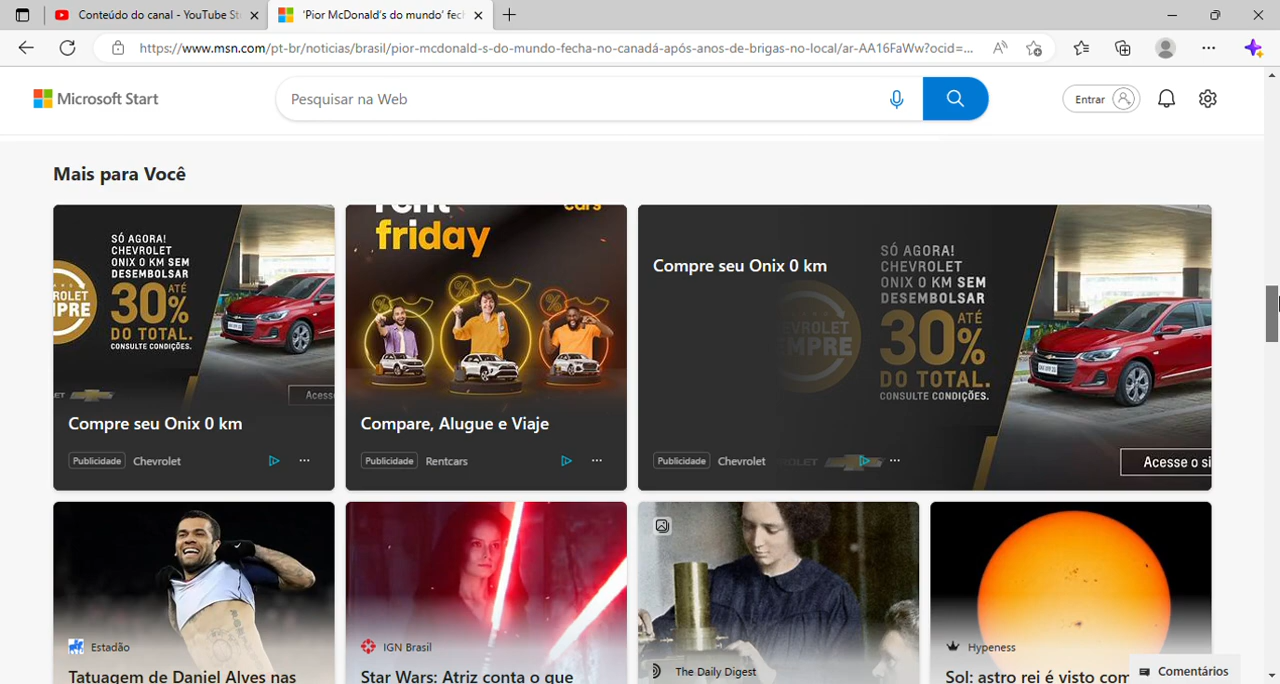 Conteúdo do canal - YouTube St
'Pior McDonald's do mundo' fech
https://www.msn.com/pt-br/noticias/brasil/pior-mcdonald-s-do-mundo-fecha-no-canadá-após-anos-de-brigas-no-local/ar-AA16FaWw?ocid=...
Microsoft Start
Pesquisar na Web
Entrar
Mais para Você
SÓ AGORA!
CHEVROLET
ONIX 0 KM SEM
DESEMBOLSAR
ATÉ
30%
DO TOTAL.
CONSULTE CONDIÇÕES.
Compre seu Onix 0 km
Publicidade Chevrolet
rent
friday
cars
Compare, Alugue e Viaje
Publicidade Rentcars
Compre seu Onix 0 km
SÓ AGORA!
CHEVROLET
ONIX 0 KM SEM
DESEMBOLSAR
ATÉ
30%
DO TOTAL.
CONSULTE CONDIÇÕES.
Acesse o si
Publicidade Chevrolet
Estadão
Tatuagem de Daniel Alves nas
IGN Brasil
Star Wars: Atriz conta o que
The Daily Digest
Hypeness
Sol: astro rei é visto com
Comentários